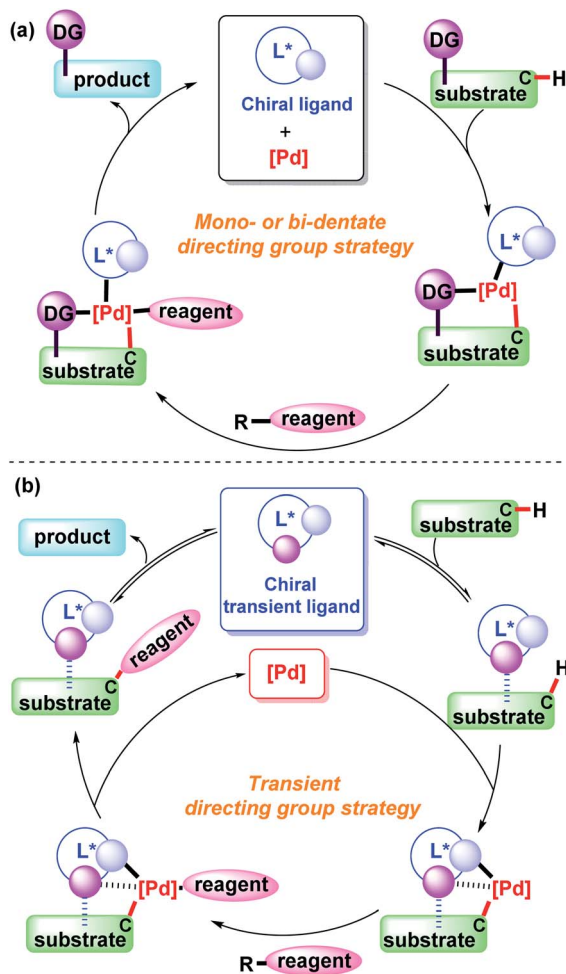 (a)
DG
product
L*
Chiral ligand
+
[Pd]
DG
C
H
substrate
Mono- or bi-dentate
directing group strategy
L*
DG
[Pd]
reagent
C
substrate
L*
DG
[Pd]
C
substrate
R
reagent
(b)
product
L*
Chiral
transient ligand
C
H
substrate
L*
reagent
C
substrate
[Pd]
L*
H
C
substrate
Transient
directing group strategy
L*
[Pd]
reagent
C
substrate
L*
[Pd]
C
substrate
R
reagent